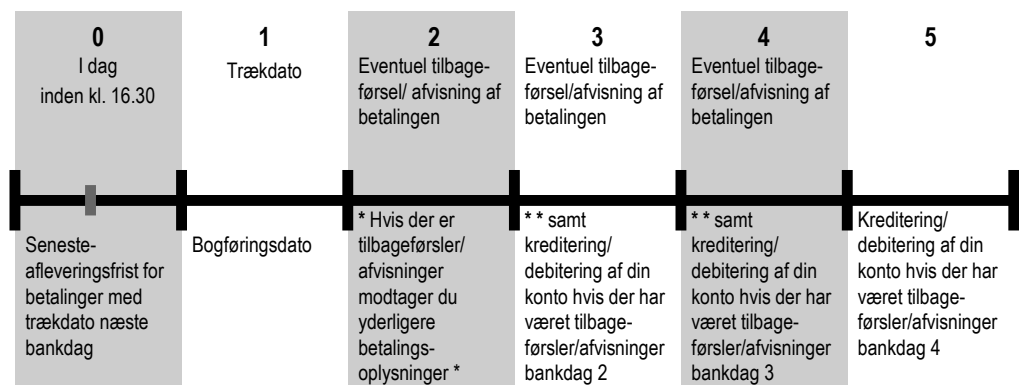 0
I dag
inden kl. 16.30
1
Trækdato
2
Eventuel tilbage-
førsel/ afvisning af
betalingen
3
Eventuel tilbage-
førsel/afvisning af
betalingen
4
Eventuel tilbage-
førsel/afvisning af
betalingen
5
Seneste-
afleveringsfrist for
betalinger med
trækdato næste
bankdag
Bogføringsdato
* Hvis der er
tilbageførsler/
afvisninger
modtager du
yderligere
betalings-
oplysninger *
* * samt
kreditering/
debitering af din
konto hvis der har
været tilbage-
førsler/afvisninger
bankdag 2
* * samt
kreditering/
debitering af din
konto hvis der har
været tilbage-
førsler/afvisninger
bankdag 3
Kreditering/
debitering af din
konto hvis der har
været tilbage-
førsler/afvisninger
bankdag 4